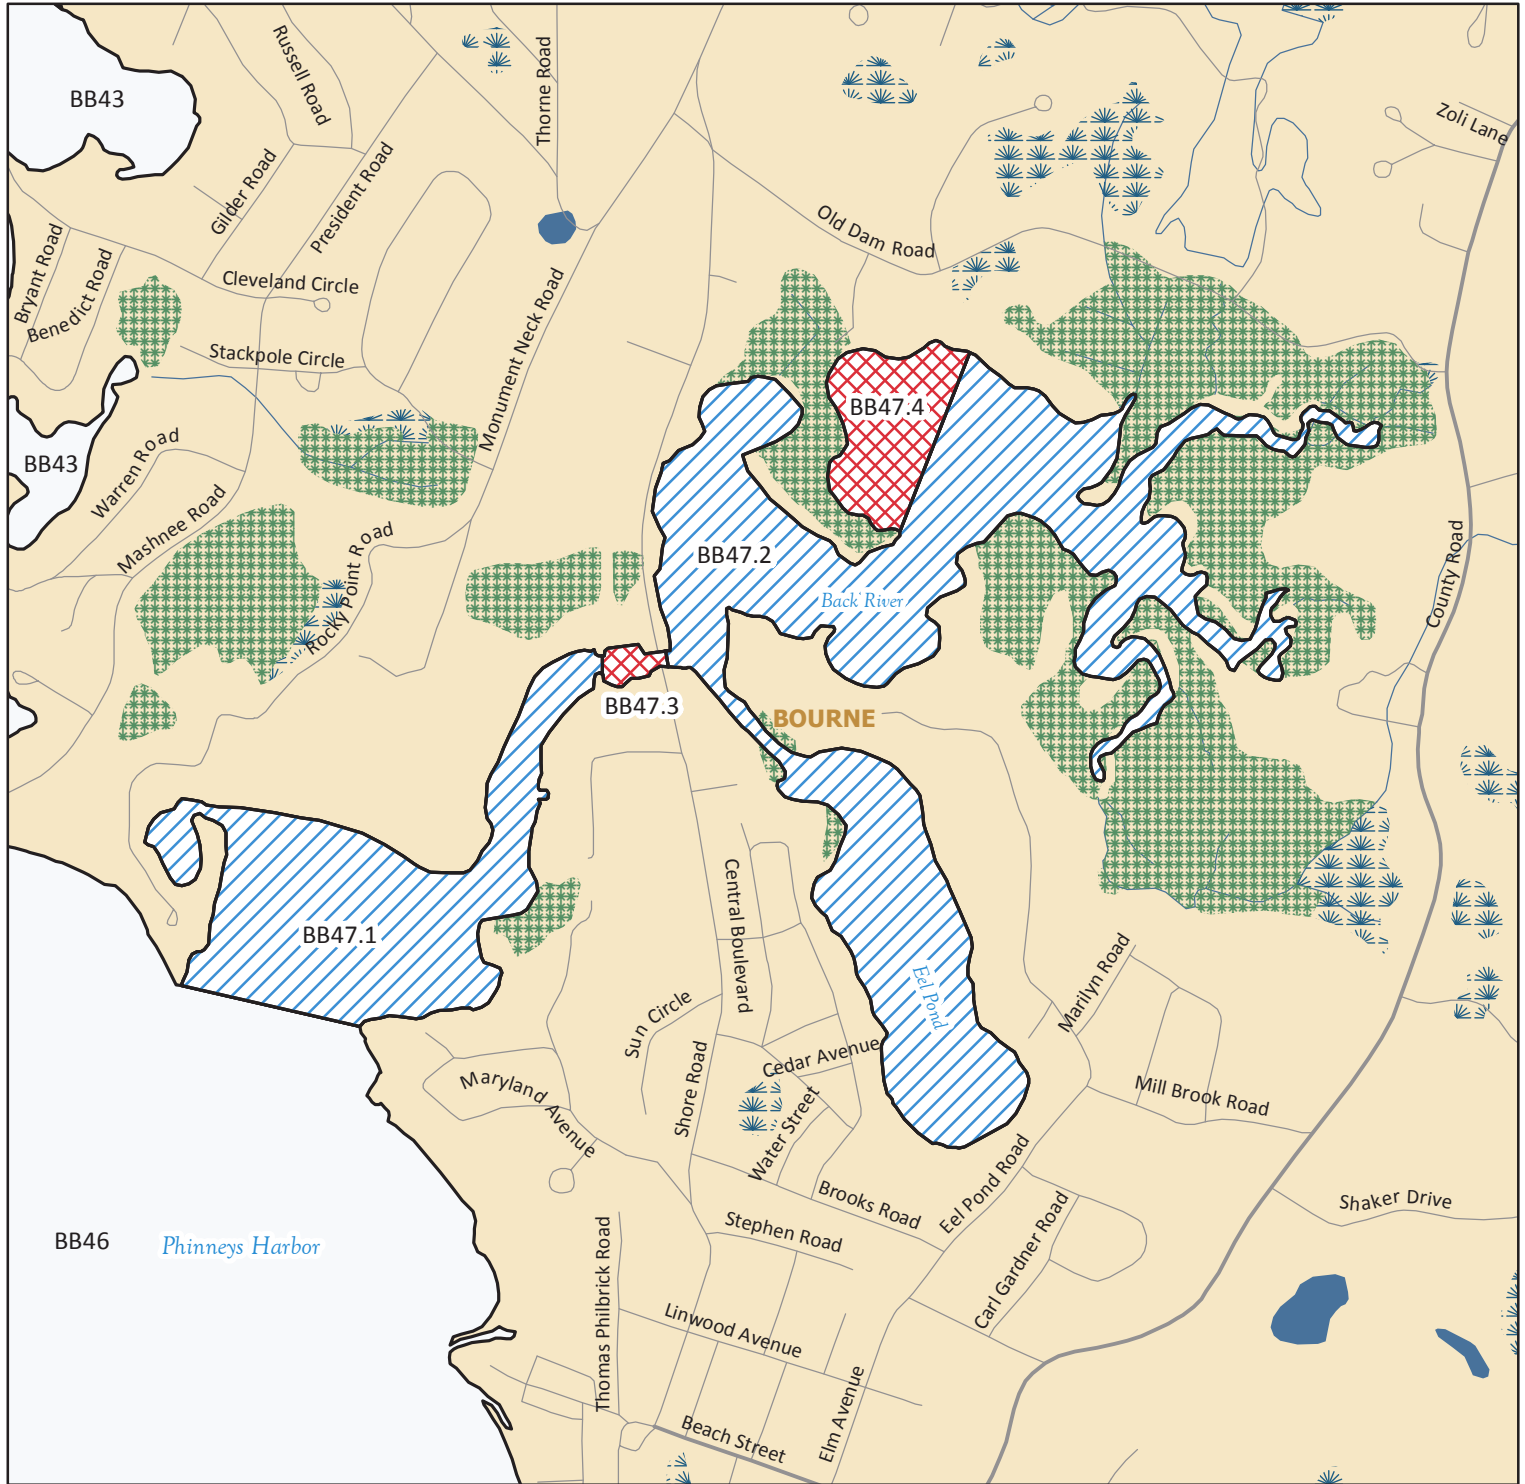 BB43
Russell Road
Thorne Road
Zoli Lane
Gilder Road
President Road
Old Dam Road
Bryant Road
Benedict Road
Cleveland Circle
Stackpole Circle
Monument Neck Road
BB47.4
BB43
Warren Road
Mashnee Road
Rocky Point Road
BB47.2
Back River
County Road
BB47.3
BOURNE
BB47.1
Central Boulevard
Eel Pond
Marilyn Road
Sun Circle
Shore Road
Cedar Avenue
Maryland Avenue
Water Street
Mill Brook Road
Eel Pond Road
Brooks Road
Shaker Drive
Stephen Road
Carl Gardner Road
BB46
Phinneys Harbor
Thomas Philbrick Road
Linwood Avenue
Elm Avenue
Beach Street